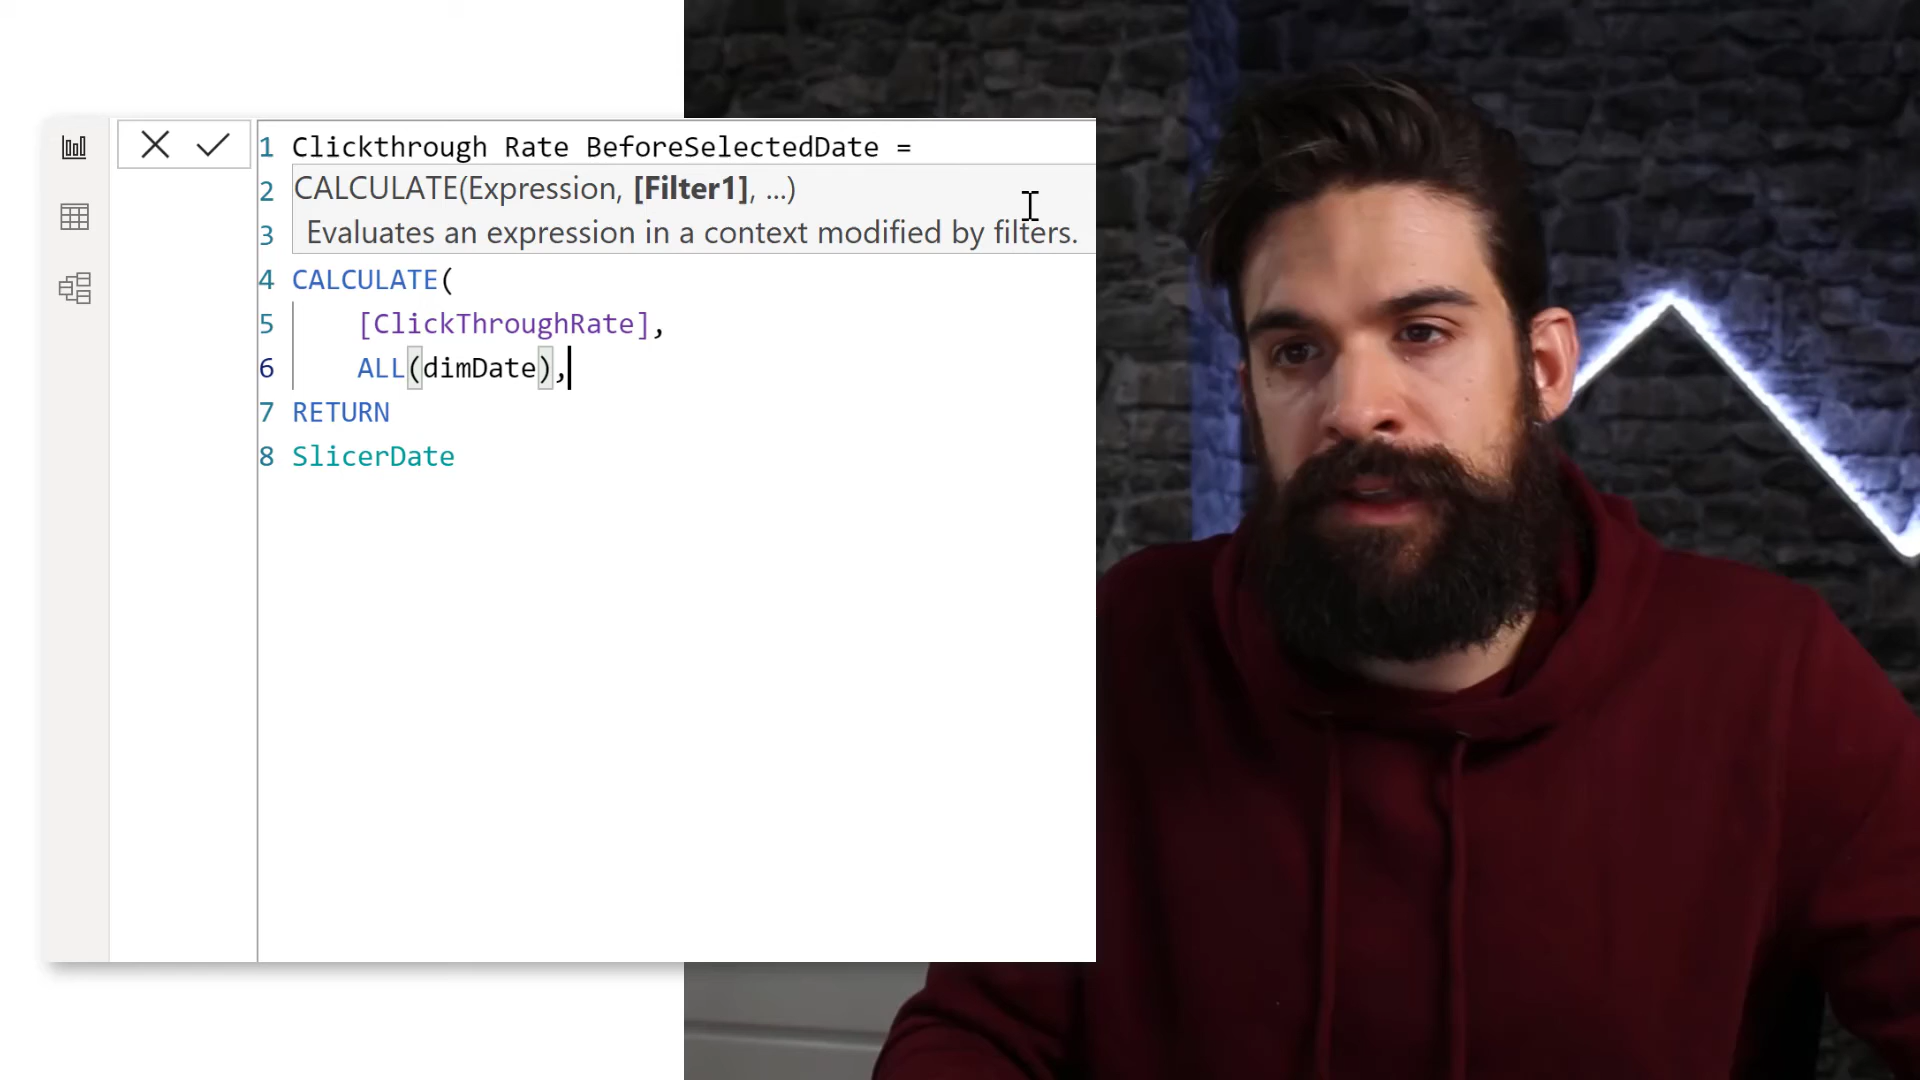 1 Clickthrough Rate BeforeSelectedDate =
2 CALCULATE(Expression, [Filter1], ...)
3 Evaluates an expression in a context modified by filters.
4 CALCULATE(
5 [ClickThroughRate],
6 ALL(dimDate),
7 RETURN
8 SlicerDate